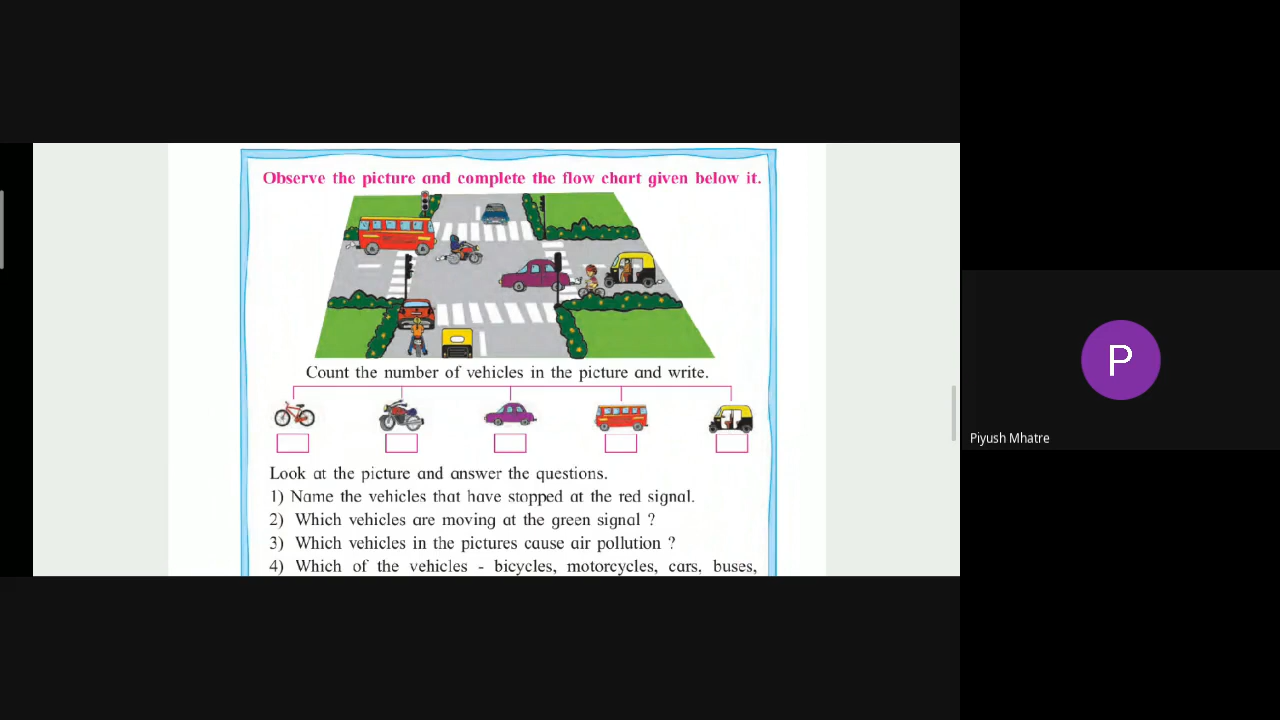 Observe the picture and complete the flow chart given below it.
Count the number of vehicles in the picture and write.
Look at the picture and answer the questions.
1) Name the vehicles that have stopped at the red signal.
2) Which vehicles are moving at the green signal ?
3) Which vehicles in the pictures cause air pollution ?
4) Which of the vehicles - bicycles, motorcycles, cars, buses,
P
Piyush Mhatre